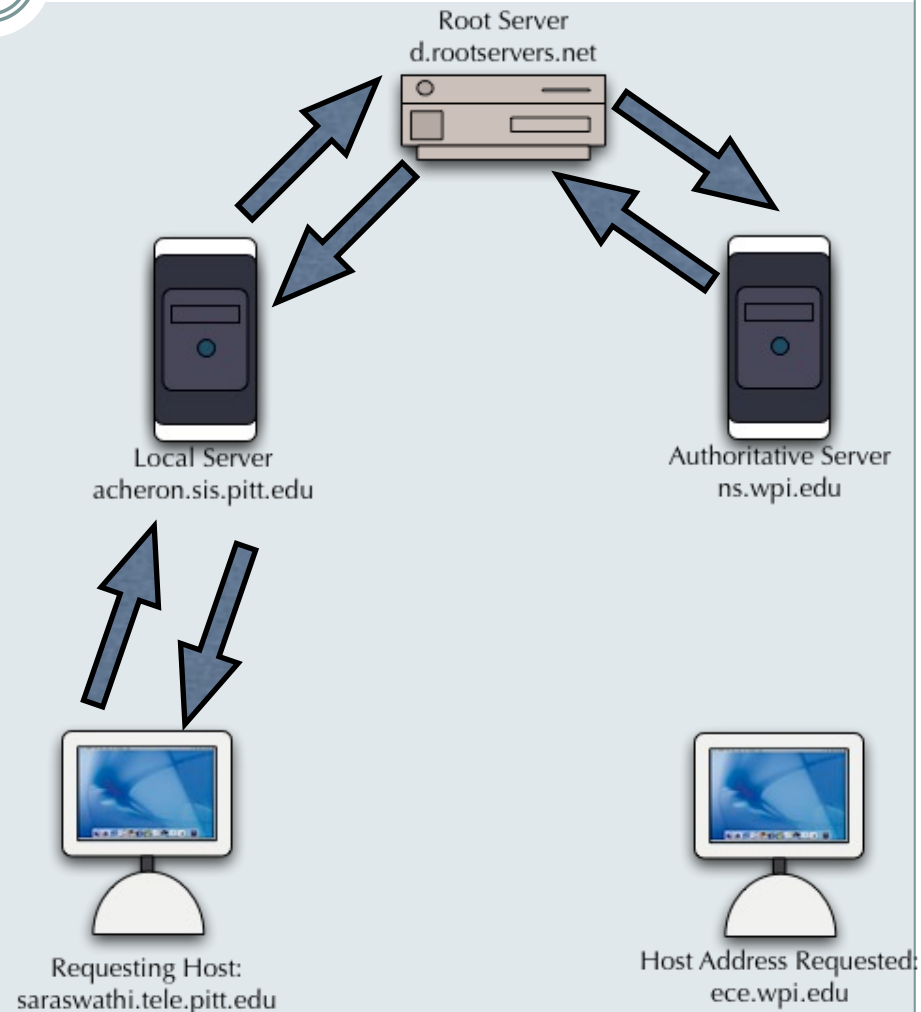 Root Server
d.rootservers.net
Local Server
acheron.sis.pitt.edu
Authoritative Server
ns.wpi.edu
Requesting Host:
saraswathi.tele.pitt.edu
Host Address Requested:
ece.wpi.edu